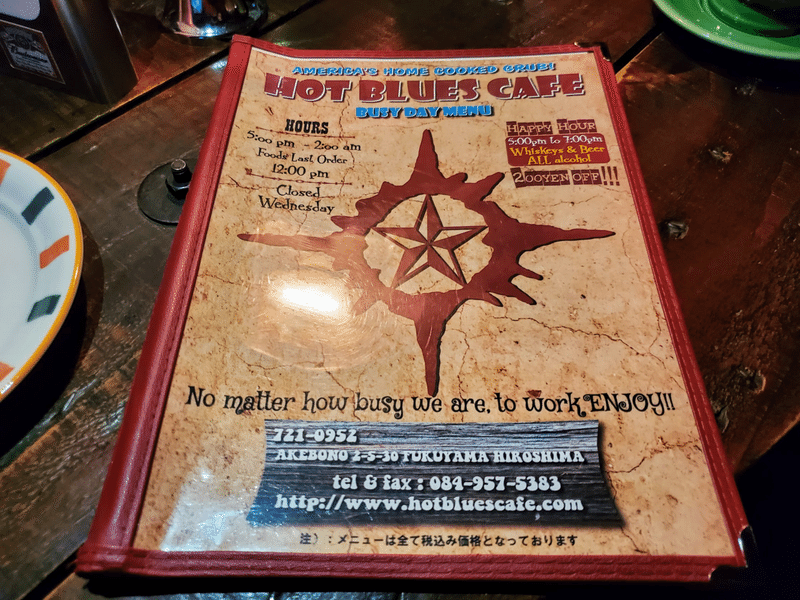 AMERICA'S HOME COOKED GRUB!
HOT BLUES CAFE
BUSY DAY MENU
HOURS
5:00 pm - 2:00 am
Foods Last Order
12:00 pm
Closed
Wednesday
HAPPY HOUR
5:00pm to 7:00pm
Whiskeys & Beer
ALL alcohol
200YEN OFF!!!
No matter how busy we are, to work ENJOY!!
721-0952
AKEBONO 2-5-30 FUKUYAMA HIROSHIMA
tel & fax : 084-957-5383
http://www.hotbluescafe.com
注）：メニューは全て税込み価格となっております